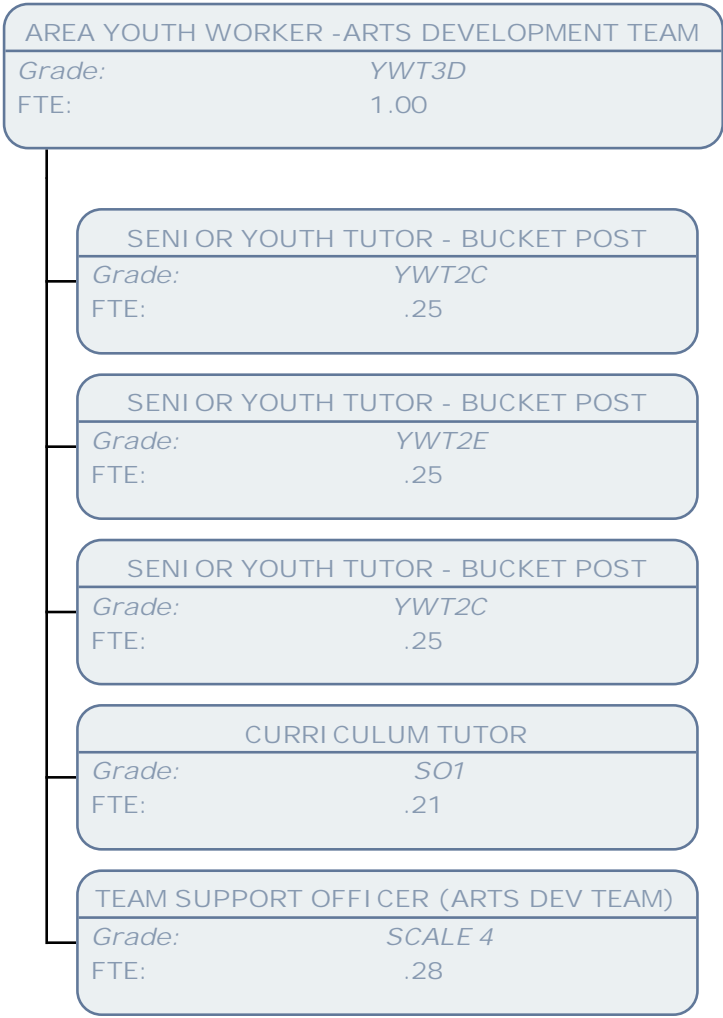 AREA YOUTH WORKER -ARTS DEVELOPMENT TEAM
Grade: YWT3D
FTE: 1.00
SENIOR YOUTH TUTOR - BUCKET POST
Grade: YWT2C
FTE: .25
SENIOR YOUTH TUTOR - BUCKET POST
Grade: YWT2E
FTE: .25
SENIOR YOUTH TUTOR - BUCKET POST
Grade: YWT2C
FTE: .25
CURRICULUM TUTOR
Grade: SO1
FTE: .21
TEAM SUPPORT OFFICER (ARTS DEV TEAM)
Grade: SCALE 4
FTE: .28